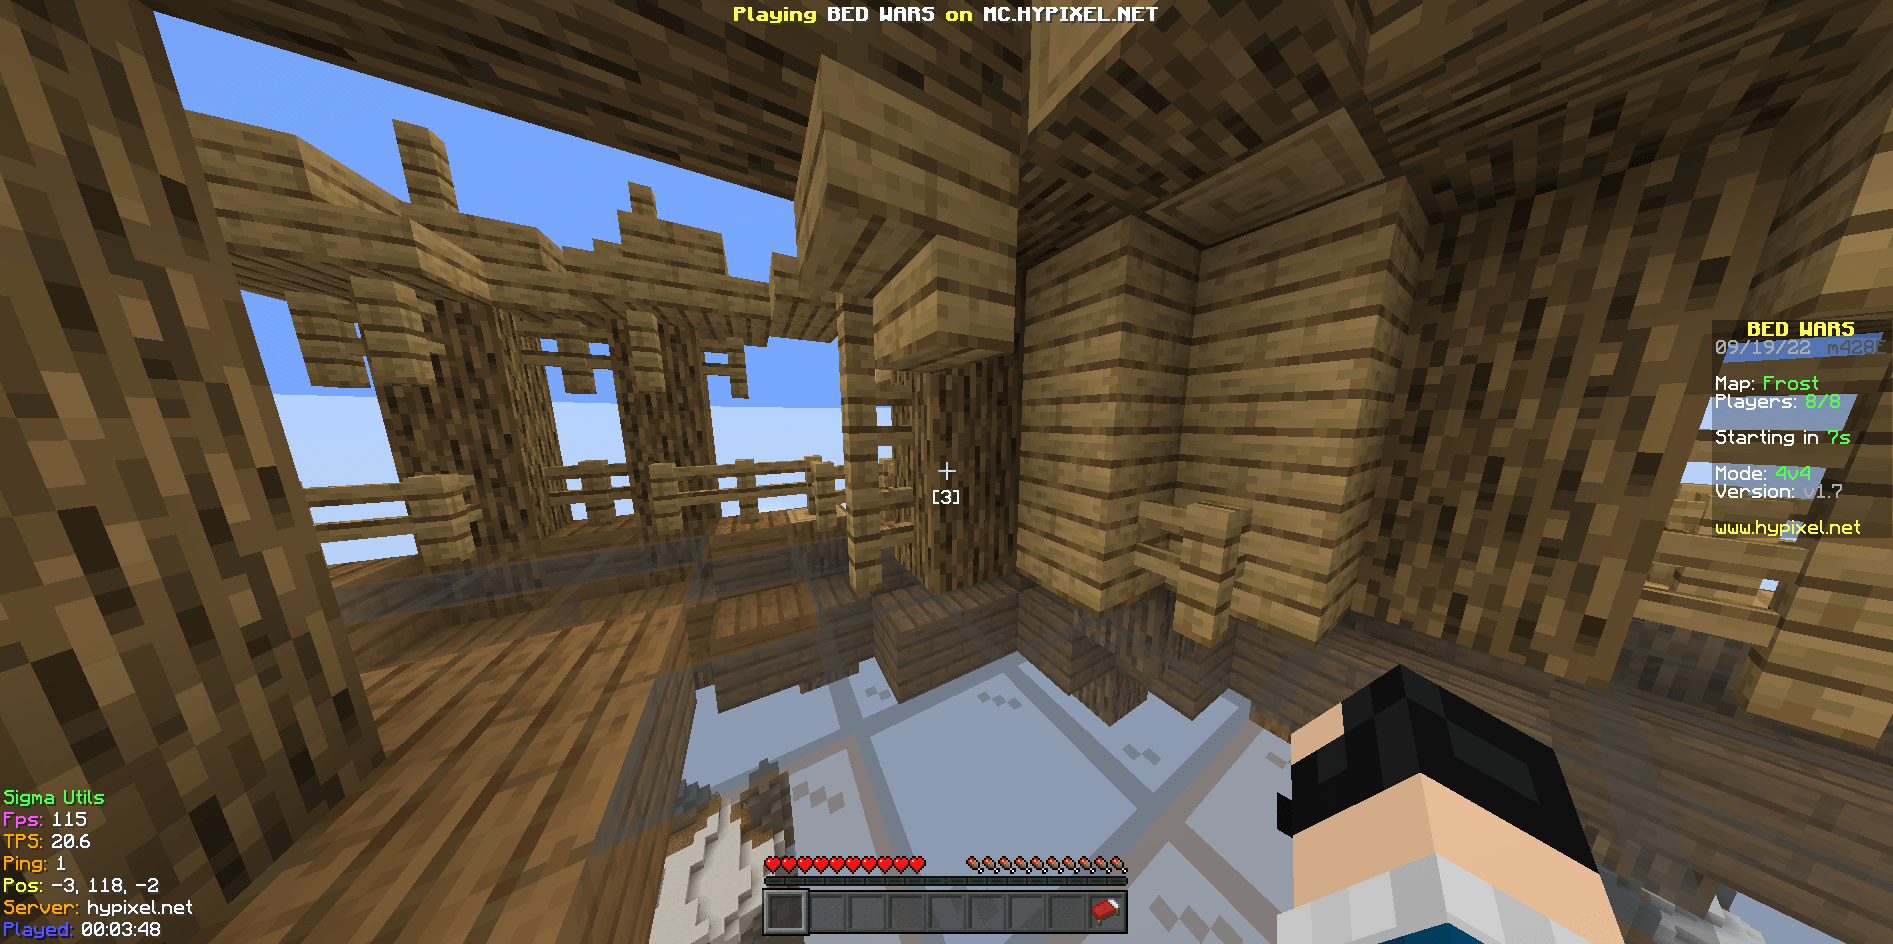 Playing BED WARS on MC.HYPIXEL.NET
[3]
BED WARS
09/19/22 m428E
Map: Frost
Players: 8/8
Starting in 7s
Mode: 4v4
Version: v1.7
www.hypixel.net
Sigma Utils
Fps: 115
TPS: 20.6
Ping: 1
Pos: -3, 118, -2
Server: hypixel.net
Played: 00:03:48